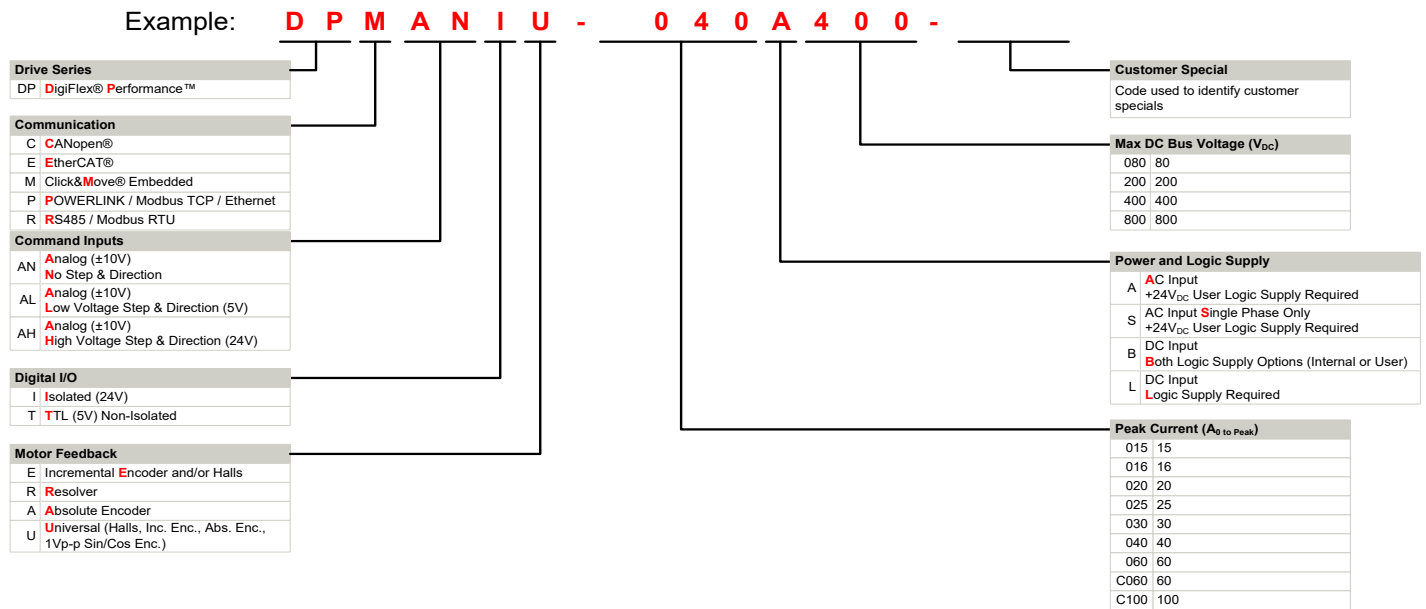 Example: D P M A N I U - 0 4 0 A 4 0 0 -
Drive Series
DP DigiFlex® Performance™
Communication
C CANopen®
E EtherCAT®
M Click&Move® Embedded
P POWERLINK / Modbus TCP / Ethernet
R RS485 / Modbus RTU
Command Inputs
AN Analog (±10V)
No Step & Direction
AL Analog (±10V)
Low Voltage Step & Direction (5V)
AH Analog (±10V)
High Voltage Step & Direction (24V)
Digital I/O
I Isolated (24V)
T TTL (5V) Non-Isolated
Motor Feedback
E Incremental Encoder and/or Halls
R Resolver
A Absolute Encoder
U Universal (Halls, Inc. Enc., Abs. Enc.,
1Vp-p Sin/Cos Enc.)
Customer Special
Code used to identify customer
specials
Max DC Bus Voltage (VDC)
080 80
200 200
400 400
800 800
Power and Logic Supply
A AC Input
+24VDC User Logic Supply Required
S AC Input Single Phase Only
+24VDC User Logic Supply Required
B DC Input
Both Logic Supply Options (Internal or User)
L DC Input
Logic Supply Required
Peak Current (A0 to Peak)
015 15
016 16
020 20
025 25
030 30
040 40
060 60
C060 60
C100 100